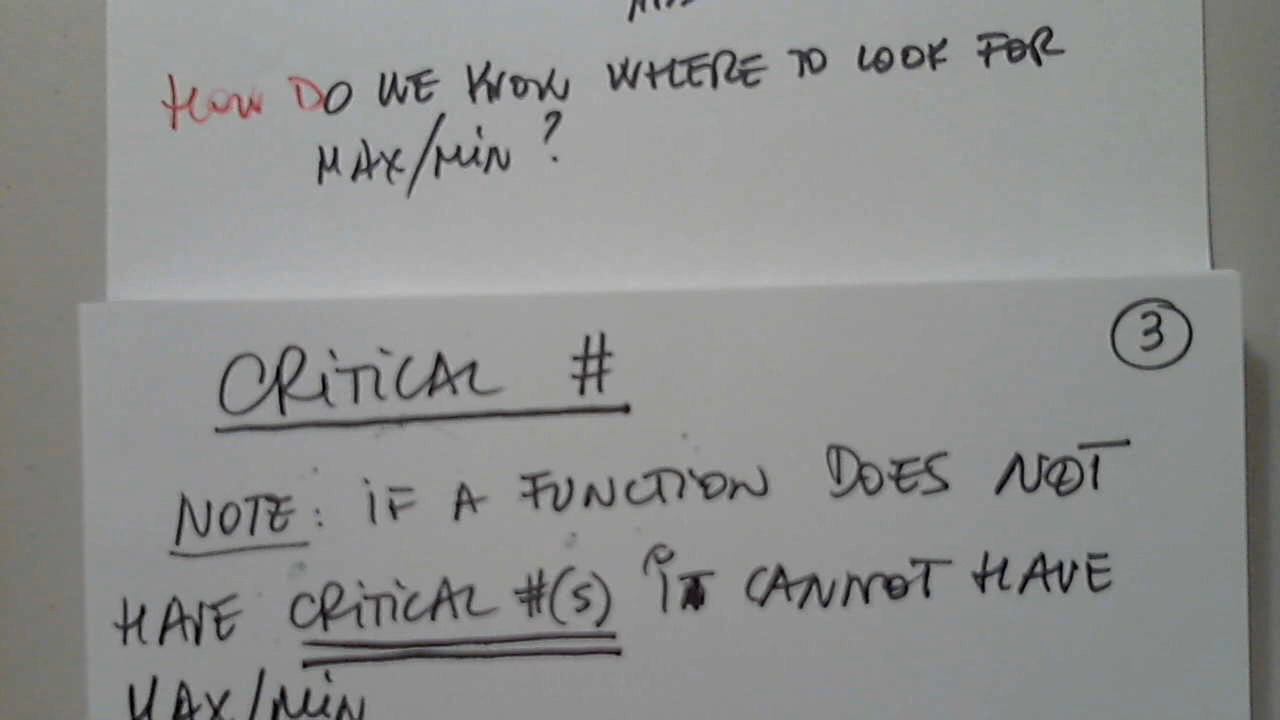 HOW DO WE KNOW WHERE TO LOOK FOR
MAX/MIN ?
3
CRITICAL #
NOTE: IF A FUNCTION DOES NOT
HAVE CRITICAL #(S) IT CANNOT HAVE
MAX/MIN